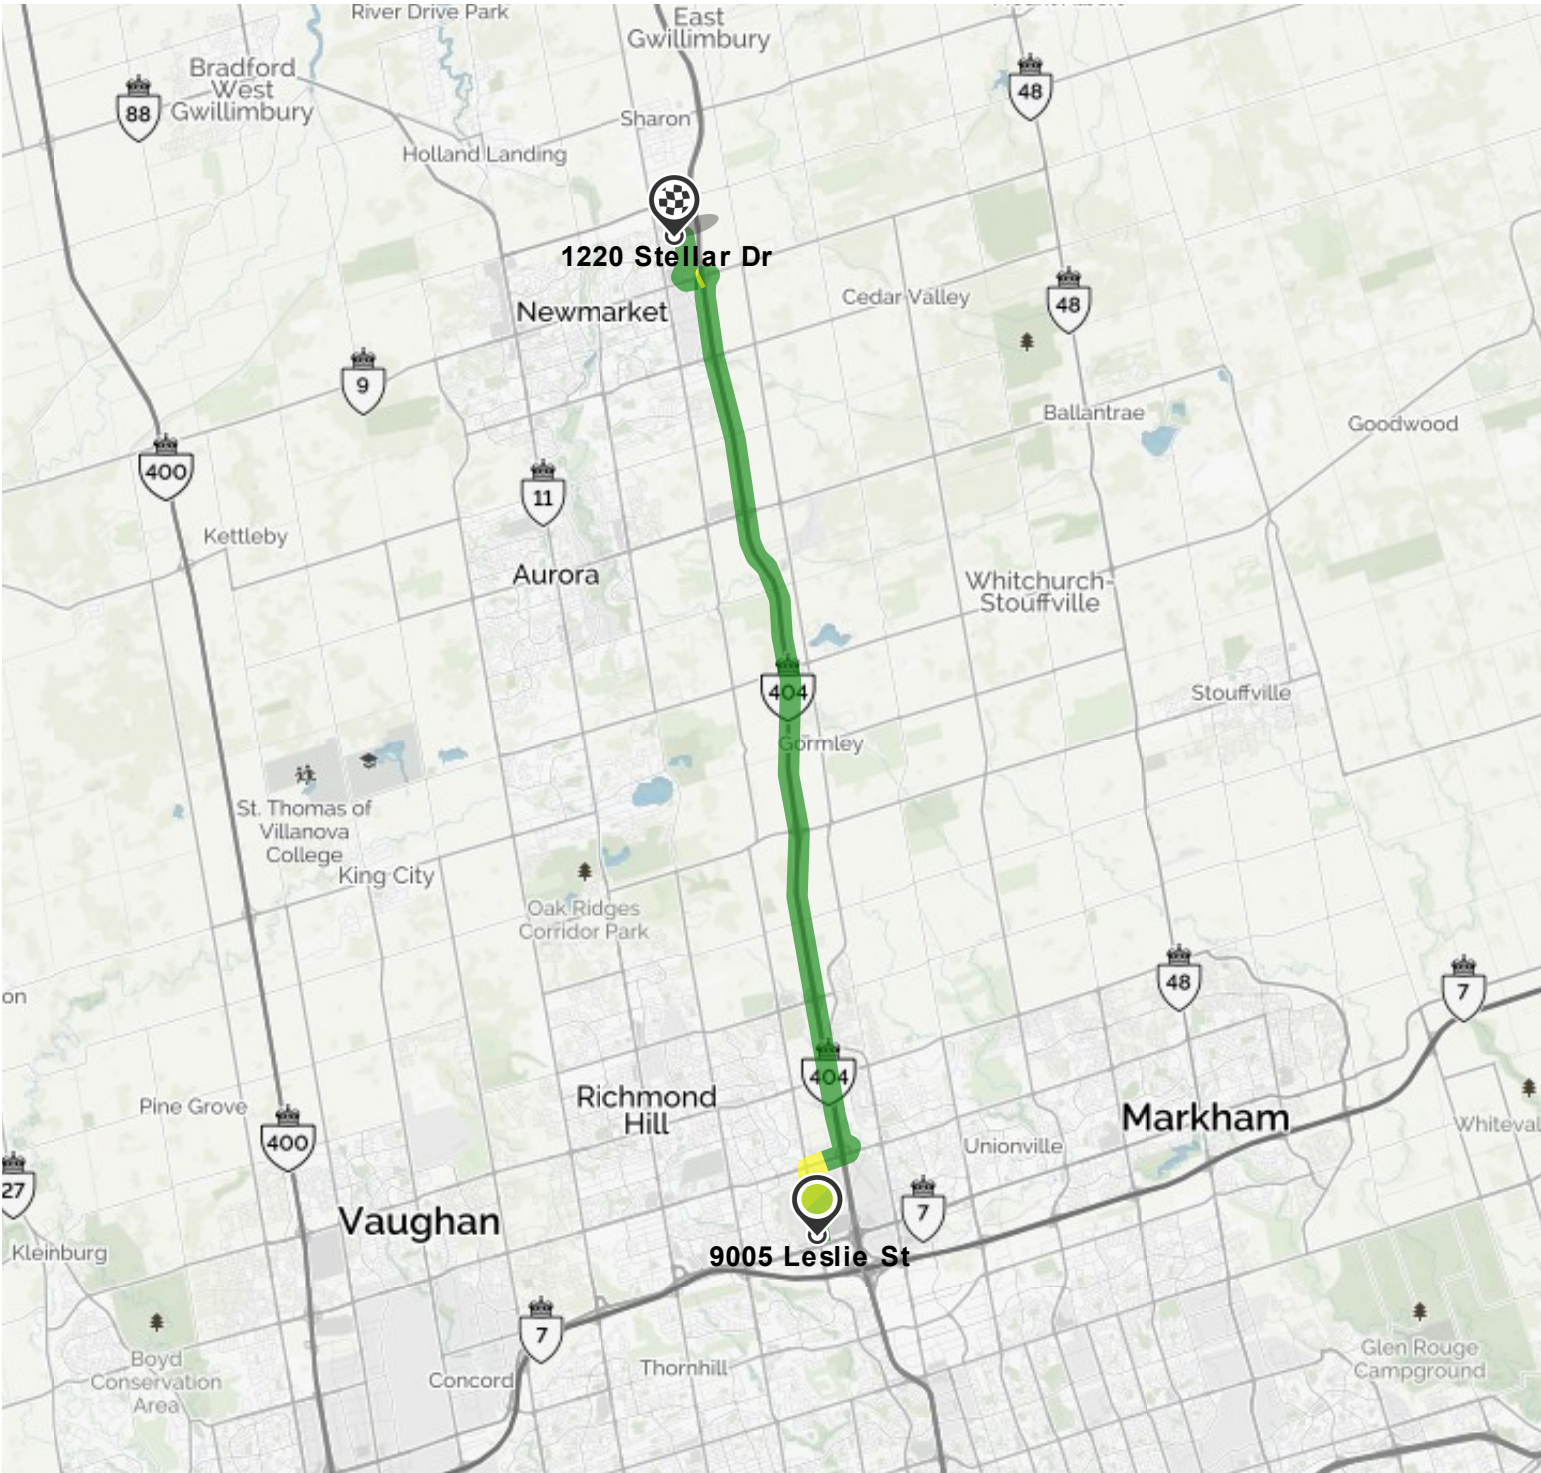 River Drive Park
East
Gwillimbury
Bradford
West
Gwillimbury
88
48
Sharon
Holland Landing
1220 Stellar Dr
Newmarket
Cedar Valley
48
9
Ballantrae
Goodwood
400
11
Kettleby
Aurora
Whitchurch-
Stouffville
404
Stouffville
Gormley
St. Thomas of
Villanova
College
King City
Oak Ridges
Corridor Park
on
48
7
404
Richmond
Hill
Pine Grove
Markham
Whiteval
400
Unionville
27
7
Vaughan
Kleinburg
9005 Leslie St
7
Boyd
Conservation
Area
Concord
Thornhill
Glen Rouge
Campground